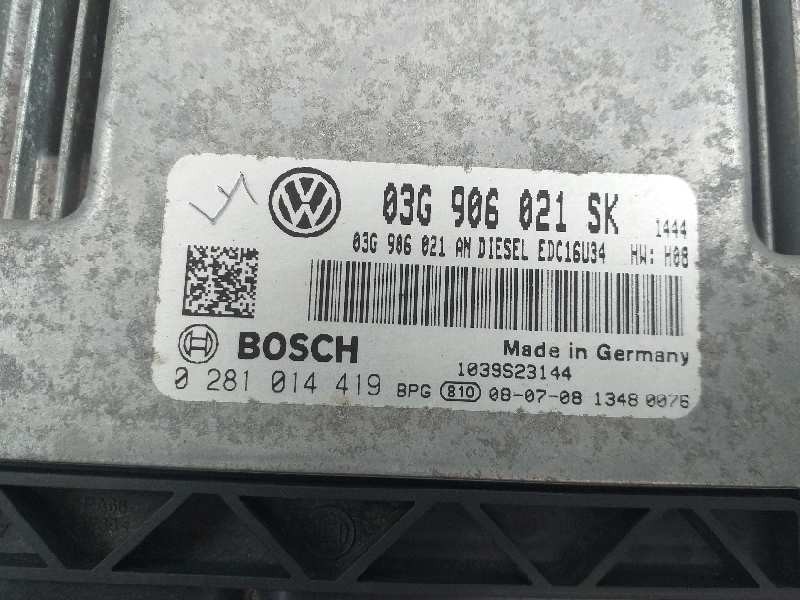 03G 906 021 SK 1444
03G 906 021 AN DIESEL EDC16U34 HW: H08
BOSCH Made in Germany
1039S23144
0 281 014 419 BPG 810 08-07-08 1348 0076